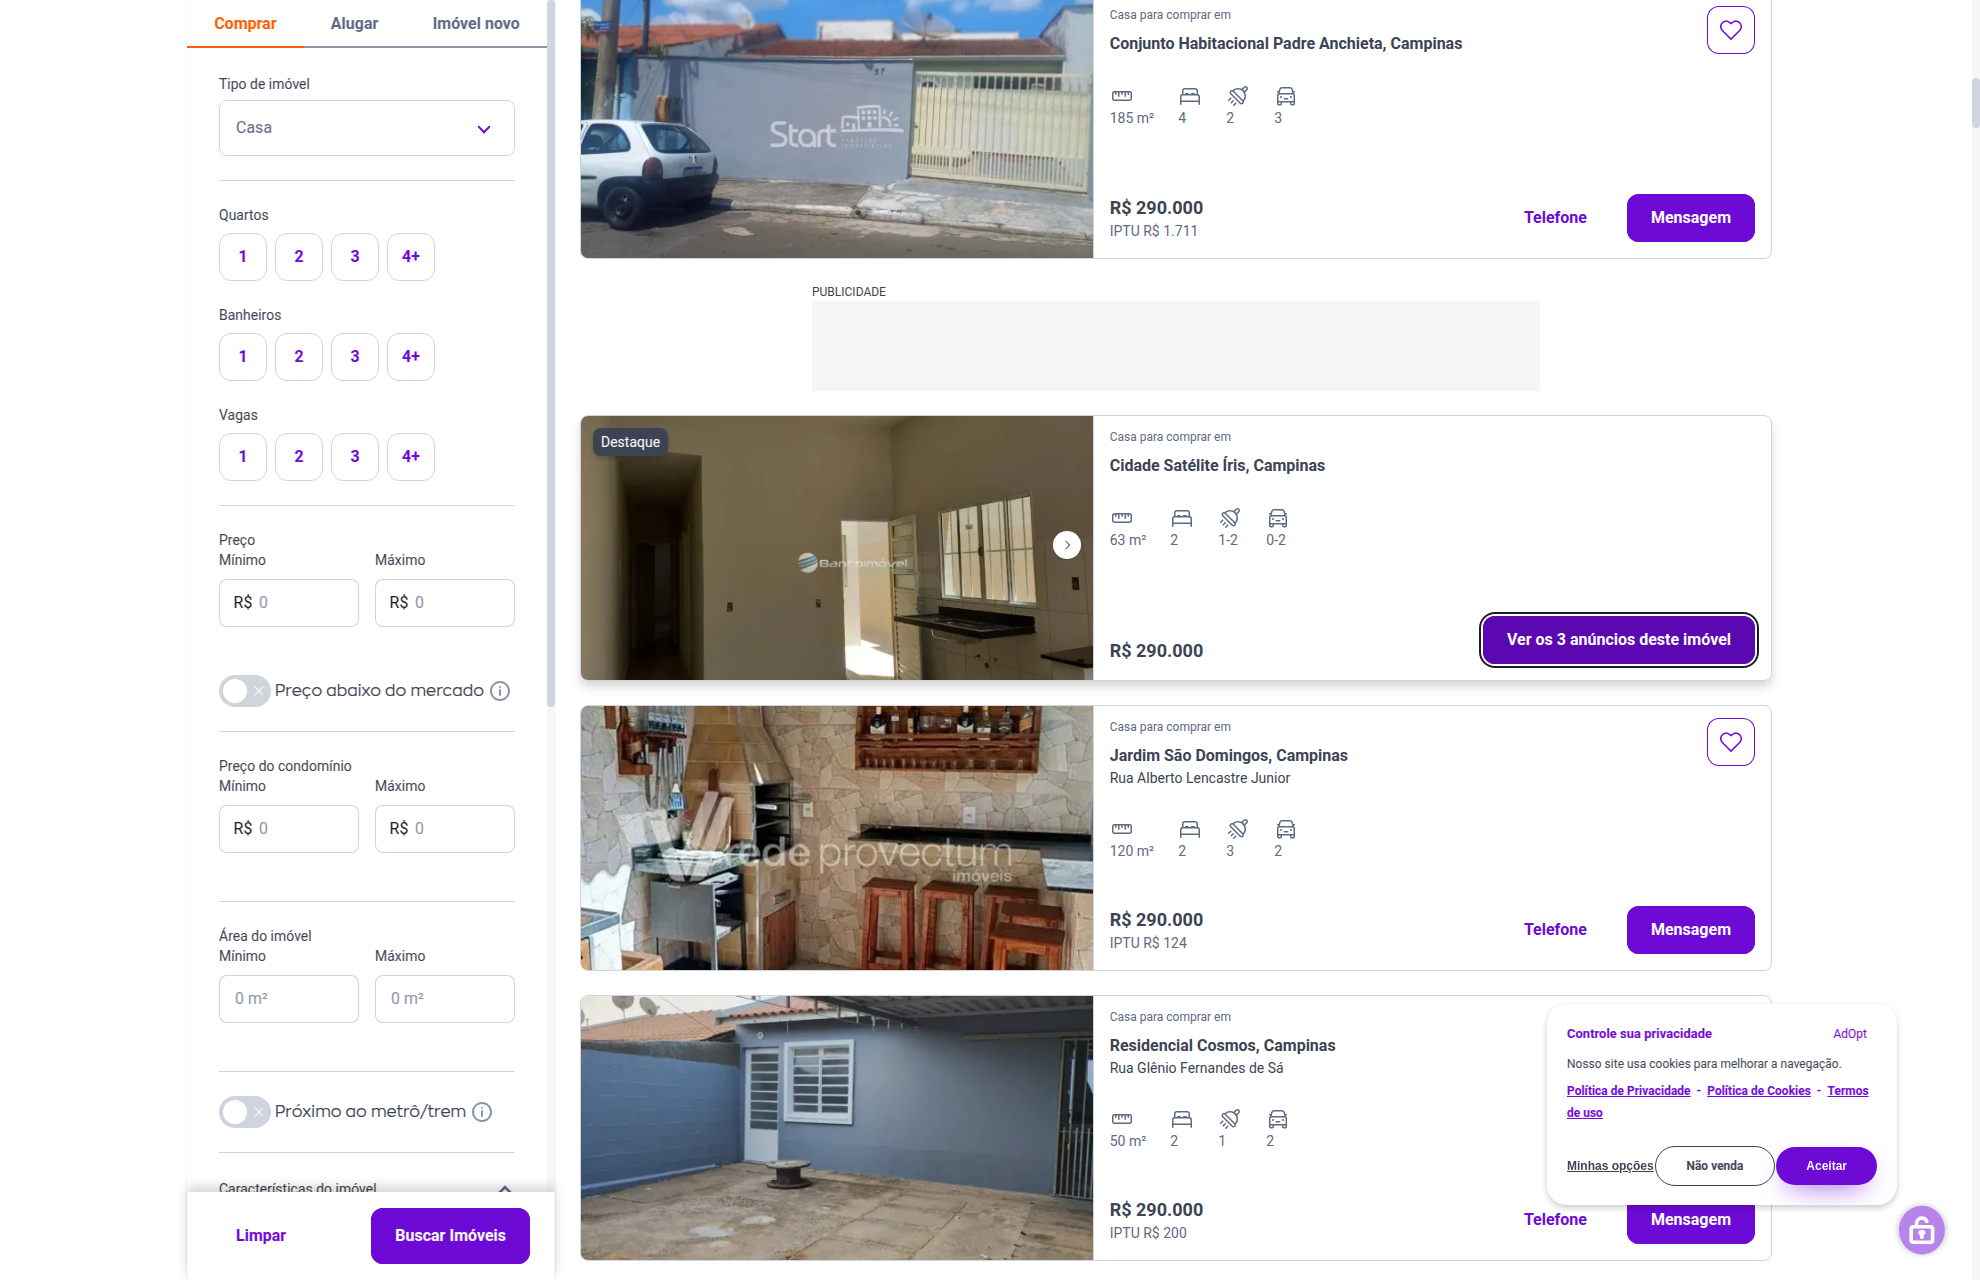 Comprar
Alugar
Imóvel novo
Tipo de imóvel
Casa
Quartos
1
2
3
4+
Banheiros
1
2
3
4+
Vagas
1
2
3
4+
Preço
Mínimo
Máximo
R$ 0
R$ 0
Preço abaixo do mercado
Preço do condomínio
Mínimo
Máximo
R$ 0
R$ 0
Área do imóvel
Mínimo
Máximo
0 m²
0 m²
Próximo ao metrô/trem
Características do imóvel
Limpar
Buscar Imóveis
57
Start
Casa para comprar em
Conjunto Habitacional Padre Anchieta, Campinas
185 m²
4
2
3
R$ 290.000
IPTU R$ 1.711
Telefone
Mensagem
PUBLICIDADE
Destaque
Bancoimóvel
Casa para comprar em
Cidade Satélite Íris, Campinas
63 m²
2
1-2
0-2
R$ 290.000
Ver os 3 anúncios deste imóvel
rede provectum
imóveis
Casa para comprar em
Jardim São Domingos, Campinas
Rua Alberto Lencastre Junior
120 m²
2
3
2
R$ 290.000
IPTU R$ 124
Telefone
Mensagem
Casa para comprar em
Residencial Cosmos, Campinas
Rua Glênio Fernandes de Sá
50 m²
2
1
2
R$ 290.000
IPTU R$ 200
Telefone
Mensagem
Controle sua privacidade
AdOpt
Nosso site usa cookies para melhorar a navegação.
Política de Privacidade - Política de Cookies - Termos
de uso
Minhas opções
Não venda
Aceitar